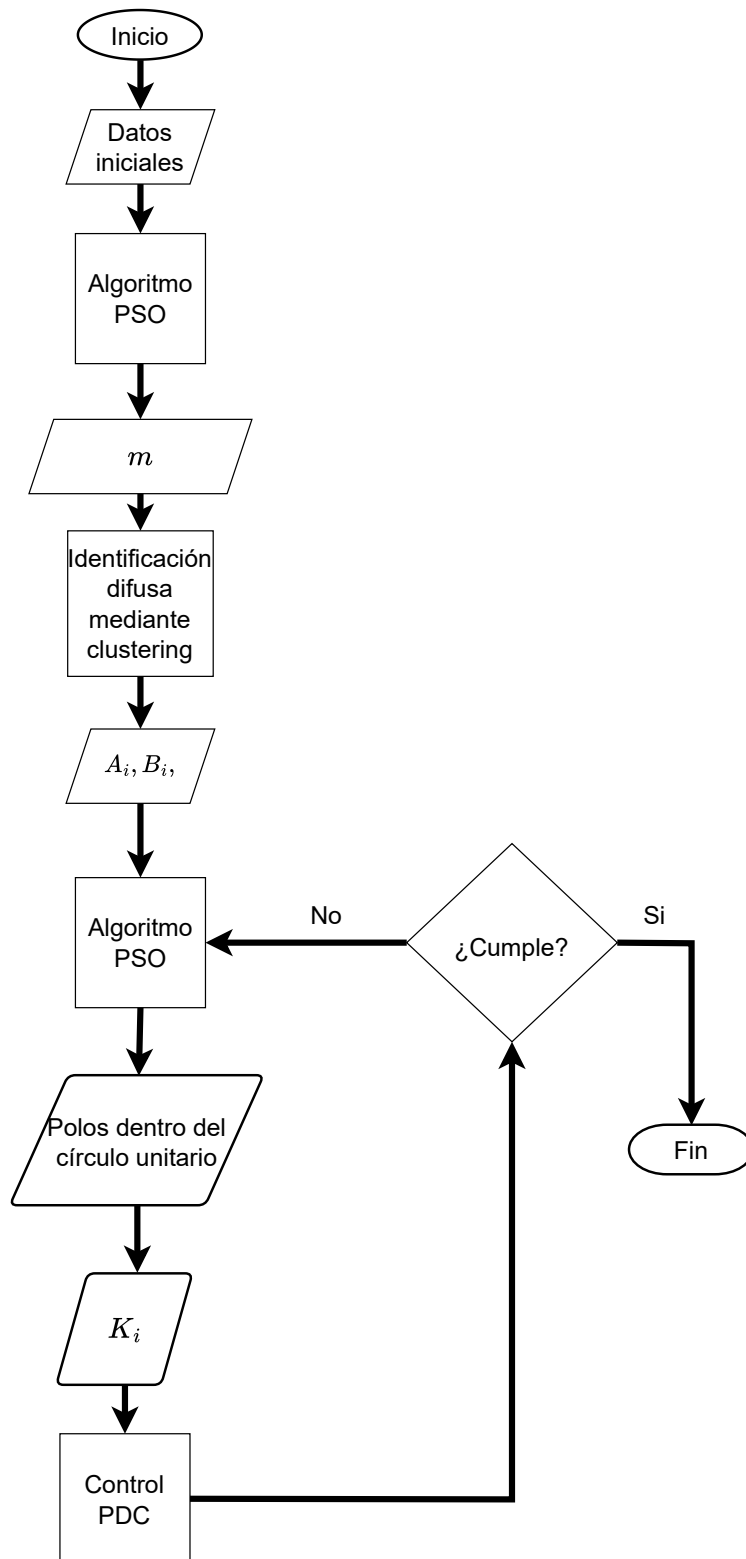 Inicio
Datos
iniciales
Algoritmo
PSO
m
Identificación
difusa
mediante
clustering
A_i, B_i,
Algoritmo
PSO
No
¿Cumple?
Si
Polos dentro del
círculo unitario
Fin
K_i
Control
PDC